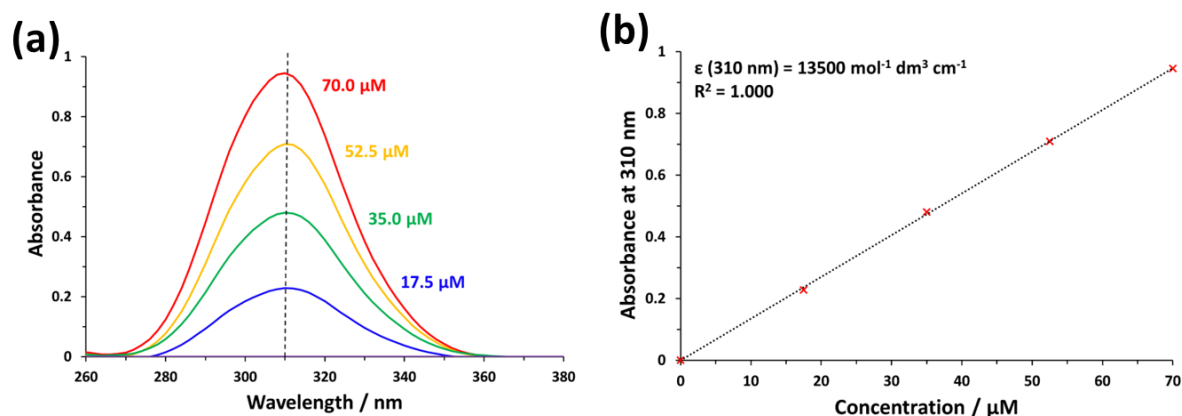 (a)
Absorbance
1
0.8
0.6
0.4
0.2
0
70.0 µM
52.5 µM
35.0 µM
17.5 µM
260 280 300 320 340 360 380
Wavelength / nm
(b)
Absorbance at 310 nm
1
0.8
0.6
0.4
0.2
0
ε (310 nm) = 13500 mol⁻¹ dm³ cm⁻¹
R² = 1.000
0 10 20 30 40 50 60 70
Concentration / µM